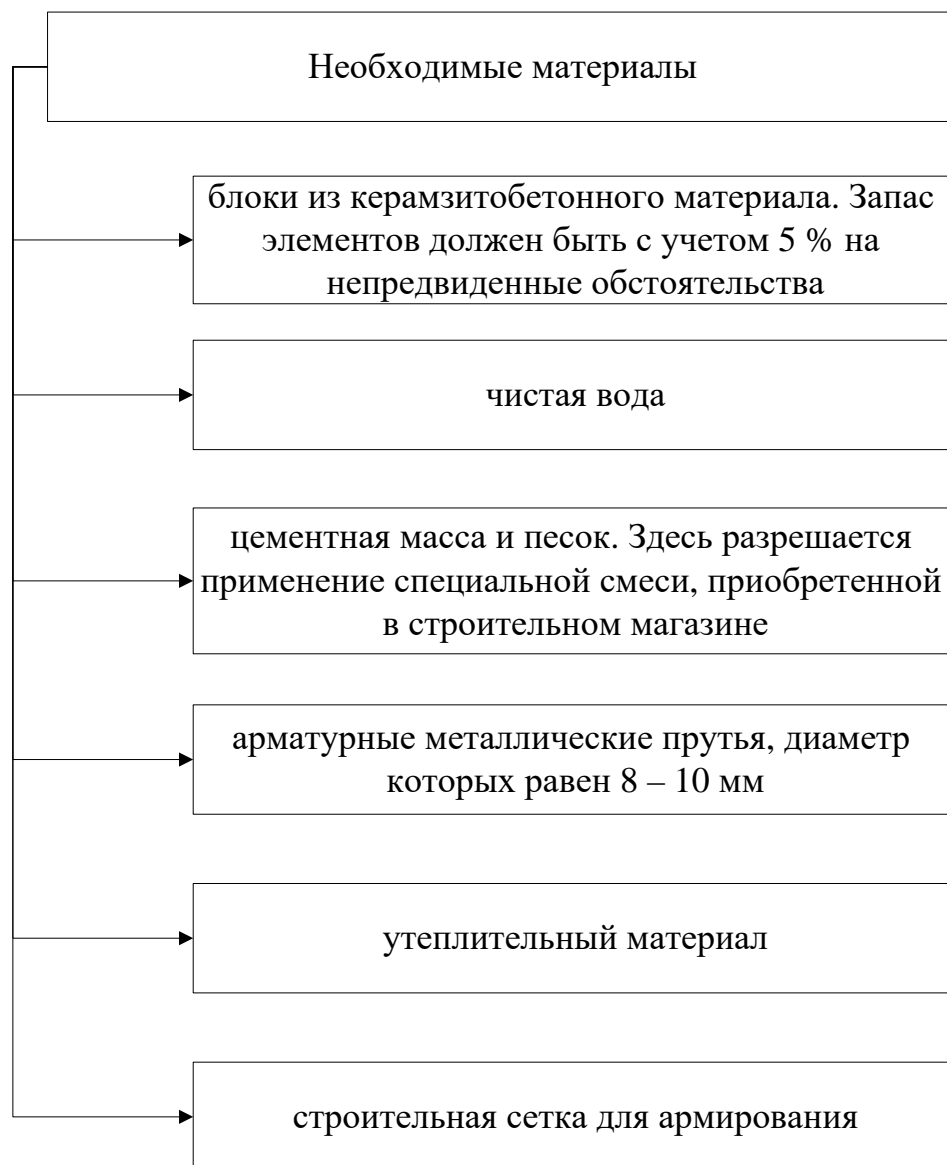 Необходимые материалы
блоки из керамзитобетонного материала. Запас
элементов должен быть с учетом 5 % на
непредвиденные обстоятельства
чистая вода
цементная масса и песок. Здесь разрешается
применение специальной смеси, приобретенной
в строительном магазине
арматурные металлические прутья, диаметр
которых равен 8 – 10 мм
утеплительный материал
строительная сетка для армирования